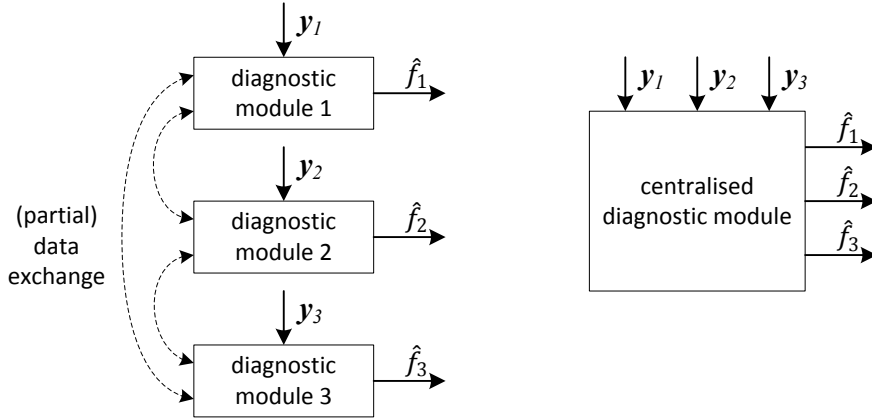 y1
diagnostic
module 1
f̂1
y2
(partial)
data
exchange
diagnostic
module 2
f̂2
y3
diagnostic
module 3
f̂3
y1 y2 y3
centralised
diagnostic module
f̂1
f̂2
f̂3